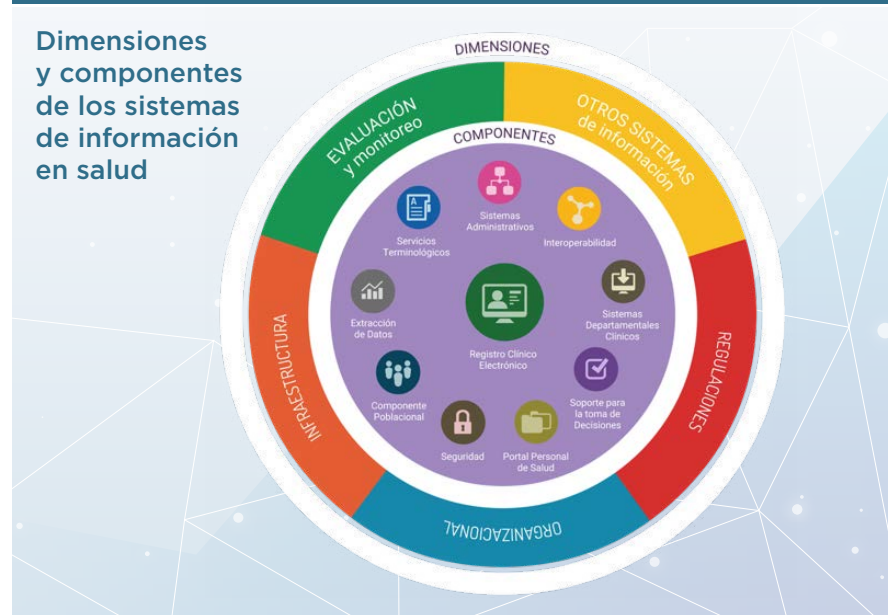 Dimensiones
y componentes
de los sistemas
de información
en salud
DIMENSIONES
EVALUACIÓN
y monitoreo
OTROS SISTEMAS
de información
REGULACIONES
ORGANIZACIONAL
INFRAESTRUCTURA
COMPONENTES
Sistemas
Administrativos
Interoperabilidad
Sistemas
Departamentales
Clínicos
Soporte para
la toma de
Decisiones
Portal Personal
de Salud
Seguridad
Componente
Poblacional
Extracción
de Datos
Servicios
Terminológicos
Registro Clínico
Electrónico